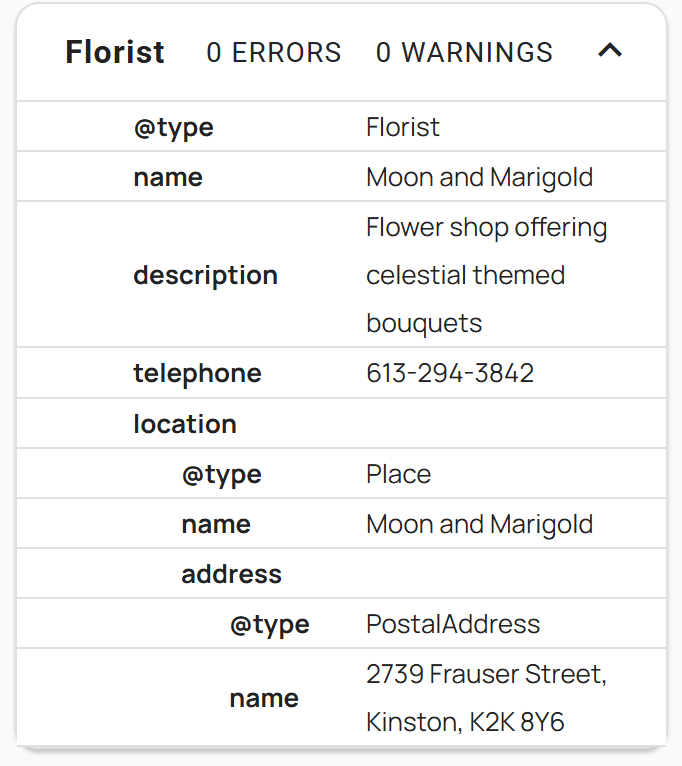 Florist 0 ERRORS 0 WARNINGS
@type Florist
name Moon and Marigold
description Flower shop offering
celestial themed
bouquets
telephone 613-294-3842
location
@type Place
name Moon and Marigold
address
@type PostalAddress
name 2739 Frauser Street,
Kinston, K2K 8Y6